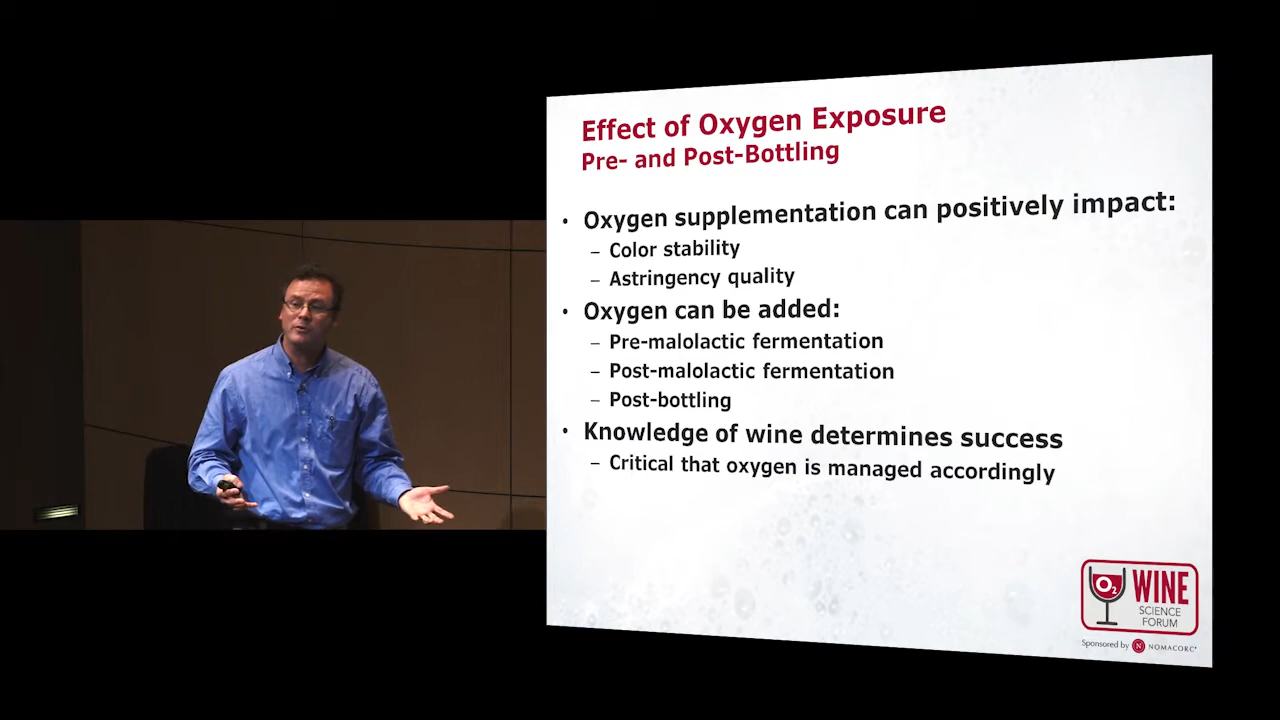 Effect of Oxygen Exposure
Pre- and Post-Bottling
• Oxygen supplementation can positively impact:
– Color stability
– Astringency quality
• Oxygen can be added:
– Pre-malolactic fermentation
– Post-malolactic fermentation
– Post-bottling
• Knowledge of wine determines success
– Critical that oxygen is managed accordingly
O2 WINE
SCIENCE
FORUM
Sponsored by N NOMACORC